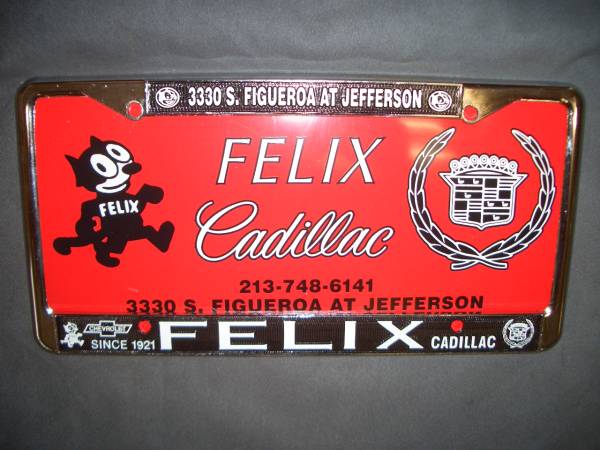 3330 S. FIGUEROA AT JEFFERSON
FELIX
FELIX
Cadillac
213-748-6141
3330 S. FIGUEROA AT JEFFERSON
CHEVROLET
SINCE 1921
FELIX
CADILLAC